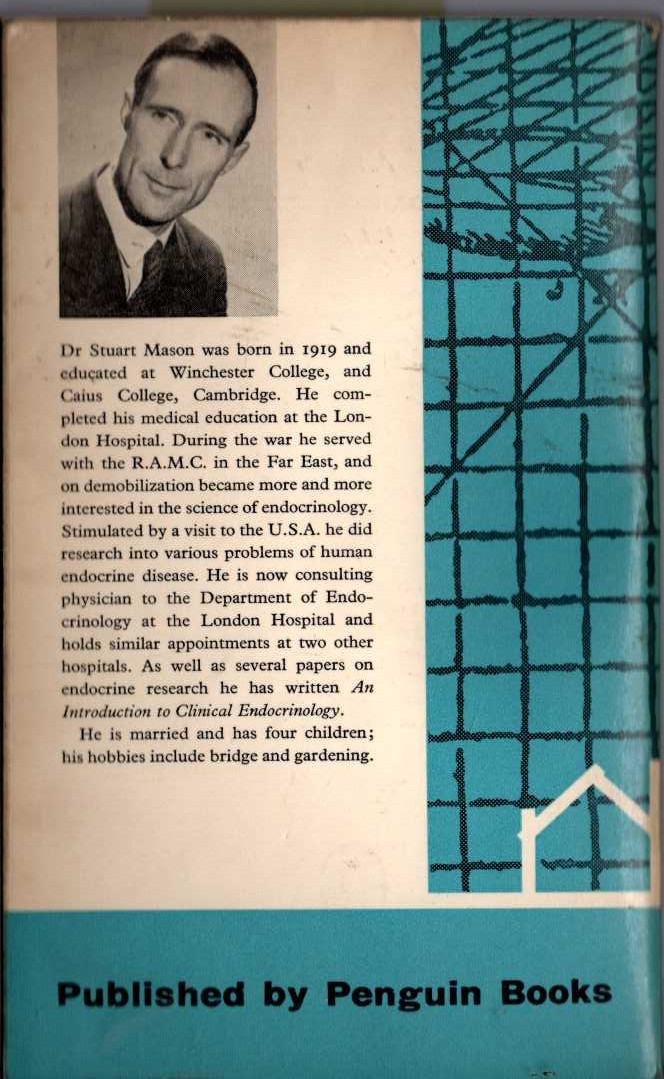 Dr Stuart Mason was born in 1919 and
educated at Winchester College, and
Caius College, Cambridge. He com-
pleted his medical education at the Lon-
don Hospital. During the war he served
with the R.A.M.C. in the Far East, and
on demobilization became more and more
interested in the science of endocrinology.
Stimulated by a visit to the U.S.A. he did
research into various problems of human
endocrine disease. He is now consulting
physician to the Department of Endo-
crinology at the London Hospital and
holds similar appointments at two other
hospitals. As well as several papers on
endocrine research he has written An
Introduction to Clinical Endocrinology.
He is married and has four children;
his hobbies include bridge and gardening.
Published by Penguin Books